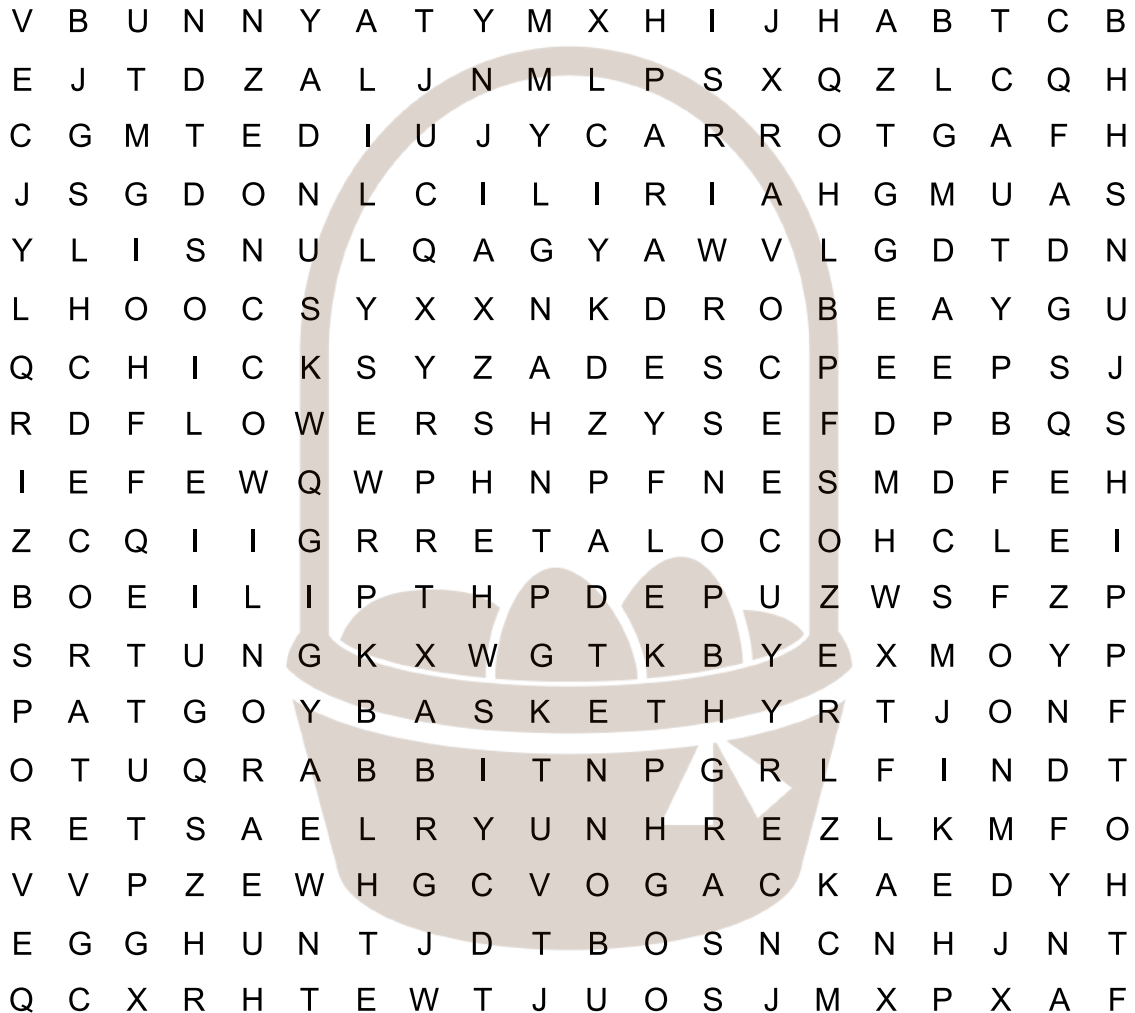 V B U N N Y A T Y M X H I J H A B T C B
E J T D Z A L J N M L P S X Q Z L C Q H
C G M T E D I U J Y C A R R O T G A F H
J S G D O N L C I L I R I A H G M U A S
Y L I S N U L Q A G Y A W V L G D T D N
L H O O C S Y X X N K D R O B E A Y G U
Q C H I C K S Y Z A D E S C P E E P S J
R D F L O W E R S H Z Y S E F D P B Q S
I E F E W Q W P H N P F N E S M D F E H
Z C Q I I G R R E T A L O C O H C L E I
B O E I L I P T H P D E P U Z W S F Z P
S R T U N G K X W G T K B Y E X M O Y P
P A T G O Y B A S K E T H Y R T J O N F
O T U Q R A B B I T N P G R L F I N D T
R E T S A E L R Y U N H R E Z L K M F O
V V P Z E W H G C V O G A C K A E D Y H
E G G H U N T J D T B O S N C N H J N T
Q C X R H T E W T J U O S J M X P X A F